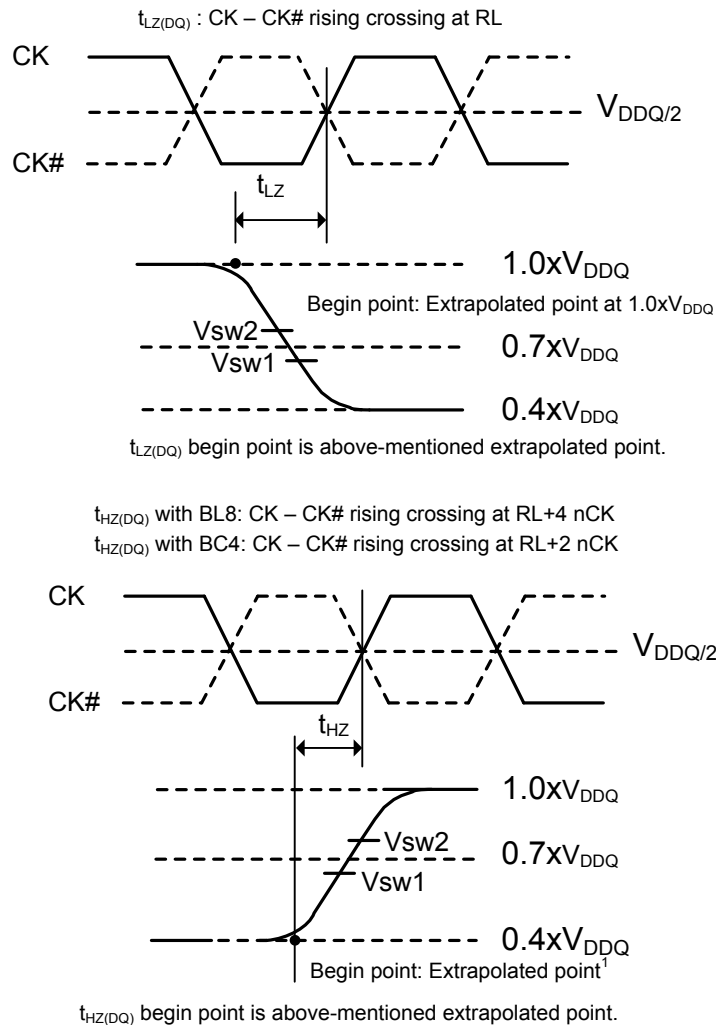 tLZ(DQ) : CK – CK# rising crossing at RL
CK
VDDQ/2
CK#
tLZ
1.0xVDDQ
Begin point: Extrapolated point at 1.0xVDDQ
Vsw2
0.7xVDDQ
Vsw1
0.4xVDDQ
tLZ(DQ) begin point is above-mentioned extrapolated point.
tHZ(DQ) with BL8: CK – CK# rising crossing at RL+4 nCK
tHZ(DQ) with BC4: CK – CK# rising crossing at RL+2 nCK
CK
VDDQ/2
CK#
tHZ
1.0xVDDQ
Vsw2
0.7xVDDQ
Vsw1
0.4xVDDQ
Begin point: Extrapolated point1
tHZ(DQ) begin point is above-mentioned extrapolated point.